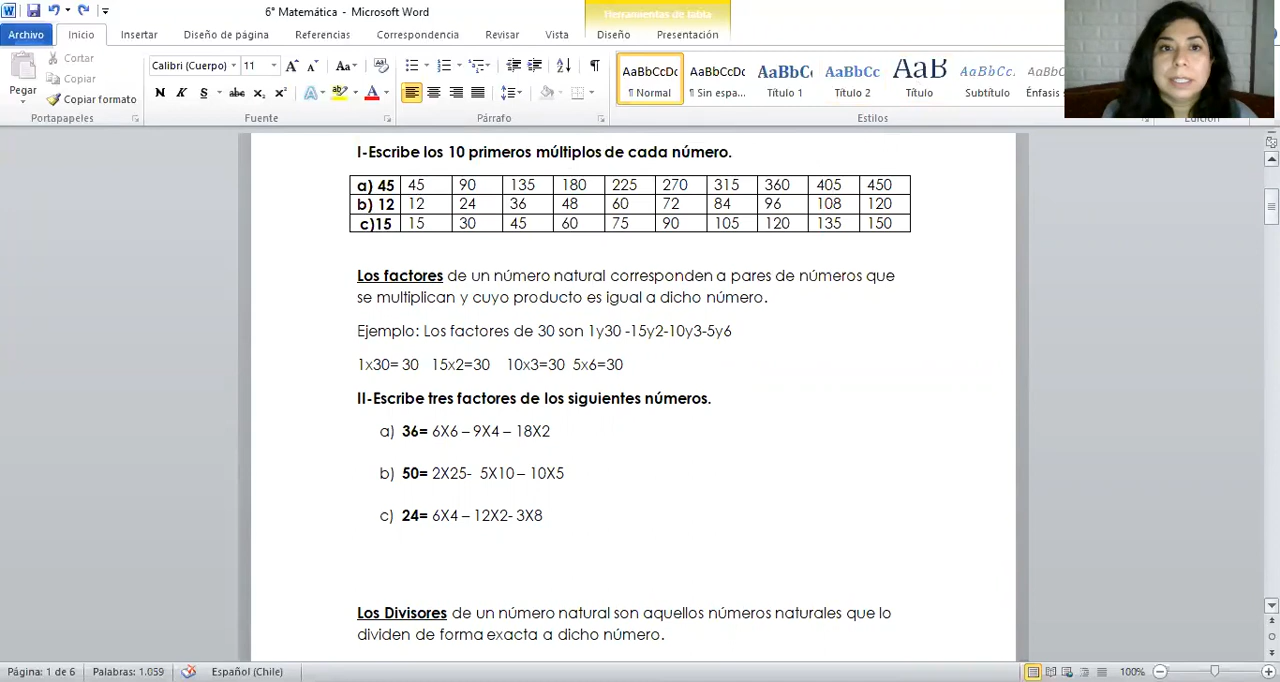 6° Matemática - Microsoft Word
Herramientas de tabla
Archivo Inicio Insertar Diseño de página Referencias Correspondencia Revisar Vista Diseño Presentación
Cortar
Copiar
Copiar formato
Pegar
Portapapeles
Calibri (Cuerpo) 11
Fuente
Párrafo
AaBbCcDc AaBbCcDc AaBbC AaBbCc AaB AaBbCc. AaBbC
¶ Normal ¶ Sin espa... Título 1 Título 2 Título Subtítulo Énfasis
Estilos
Edición
I-Escribe los 10 primeros múltiplos de cada número.
a) 45 45 90 135 180 225 270 315 360 405 450
b) 12 12 24 36 48 60 72 84 96 108 120
c)15 15 30 45 60 75 90 105 120 135 150
Los factores de un número natural corresponden a pares de números que
se multiplican y cuyo producto es igual a dicho número.
Ejemplo: Los factores de 30 son 1y30 -15y2-10y3-5y6
1x30= 30 15x2=30 10x3=30 5x6=30
II-Escribe tres factores de los siguientes números.
a) 36= 6X6 – 9X4 – 18X2
b) 50= 2X25- 5X10 – 10X5
c) 24= 6X4 – 12X2- 3X8
Los Divisores de un número natural son aquellos números naturales que lo
dividen de forma exacta a dicho número.
Página: 1 de 6 Palabras: 1.059 Español (Chile) 100%